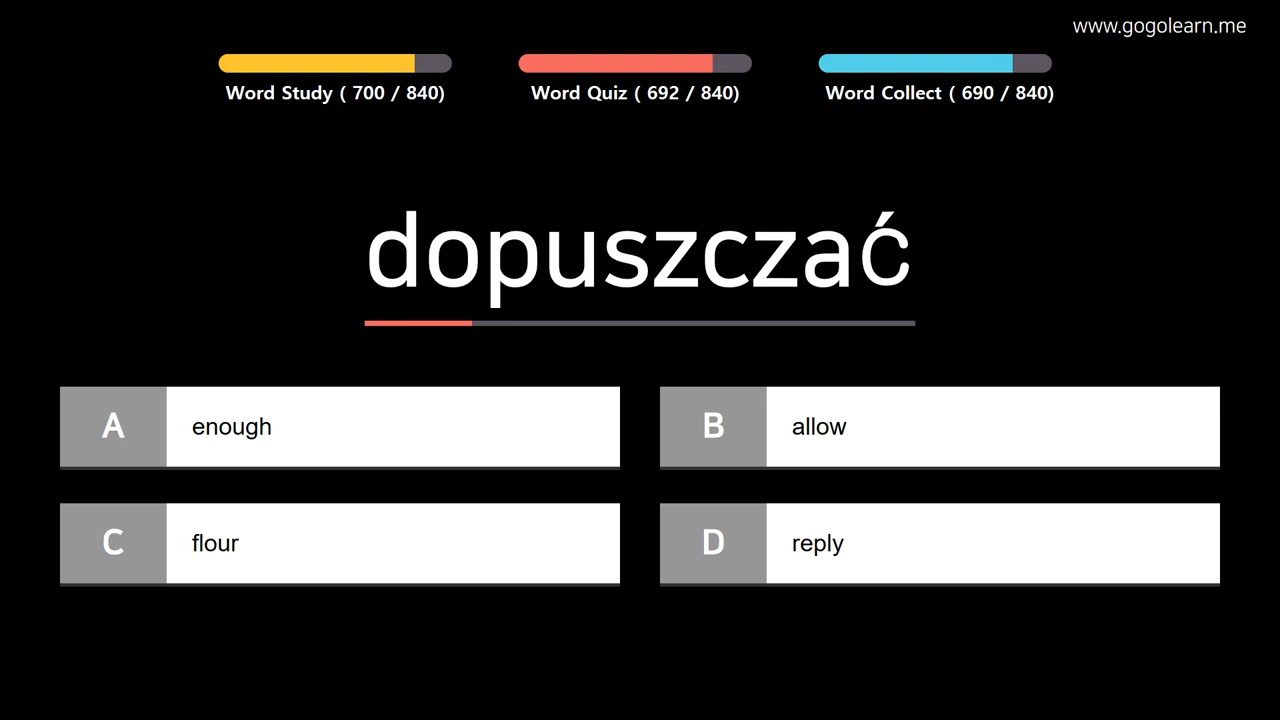 www.gogolearn.me
Word Study ( 700 / 840)
Word Quiz ( 692 / 840)
Word Collect ( 690 / 840)
dopuszczać
A enough
B allow
C flour
D reply